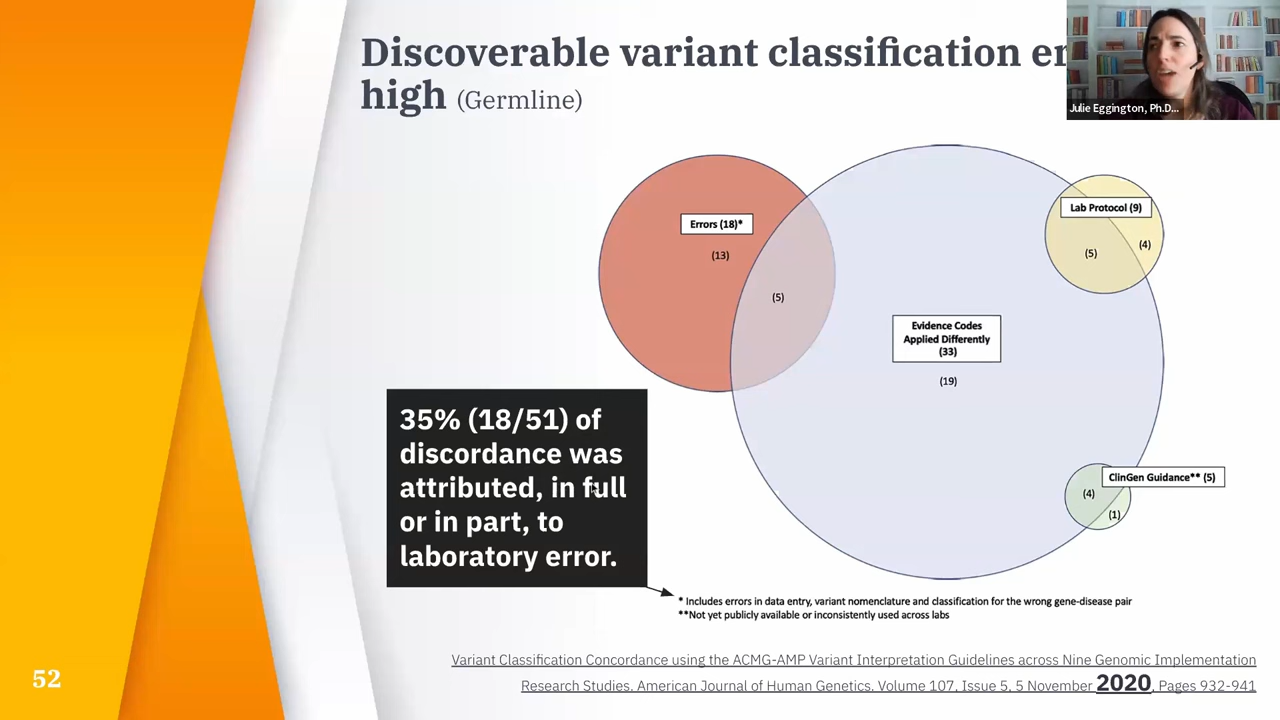 Discoverable variant classification er
high (Germline)
Julie Eggington, Ph.D...
Errors (18)*
(13)
(5)
Lab Protocol (9)
(5)
(4)
Evidence Codes
Applied Differently
(33)
(19)
ClinGen Guidance** (5)
(4)
(1)
35% (18/51) of
discordance was
attributed, in full
or in part, to
laboratory error.
* Includes errors in data entry, variant nomenclature and classification for the wrong gene-disease pair
**Not yet publicly available or inconsistently used across labs
Variant Classification Concordance using the ACMG-AMP Variant Interpretation Guidelines across Nine Genomic Implementation
Research Studies. American Journal of Human Genetics. Volume 107, Issue 5, 5 November 2020, Pages 932-941
52